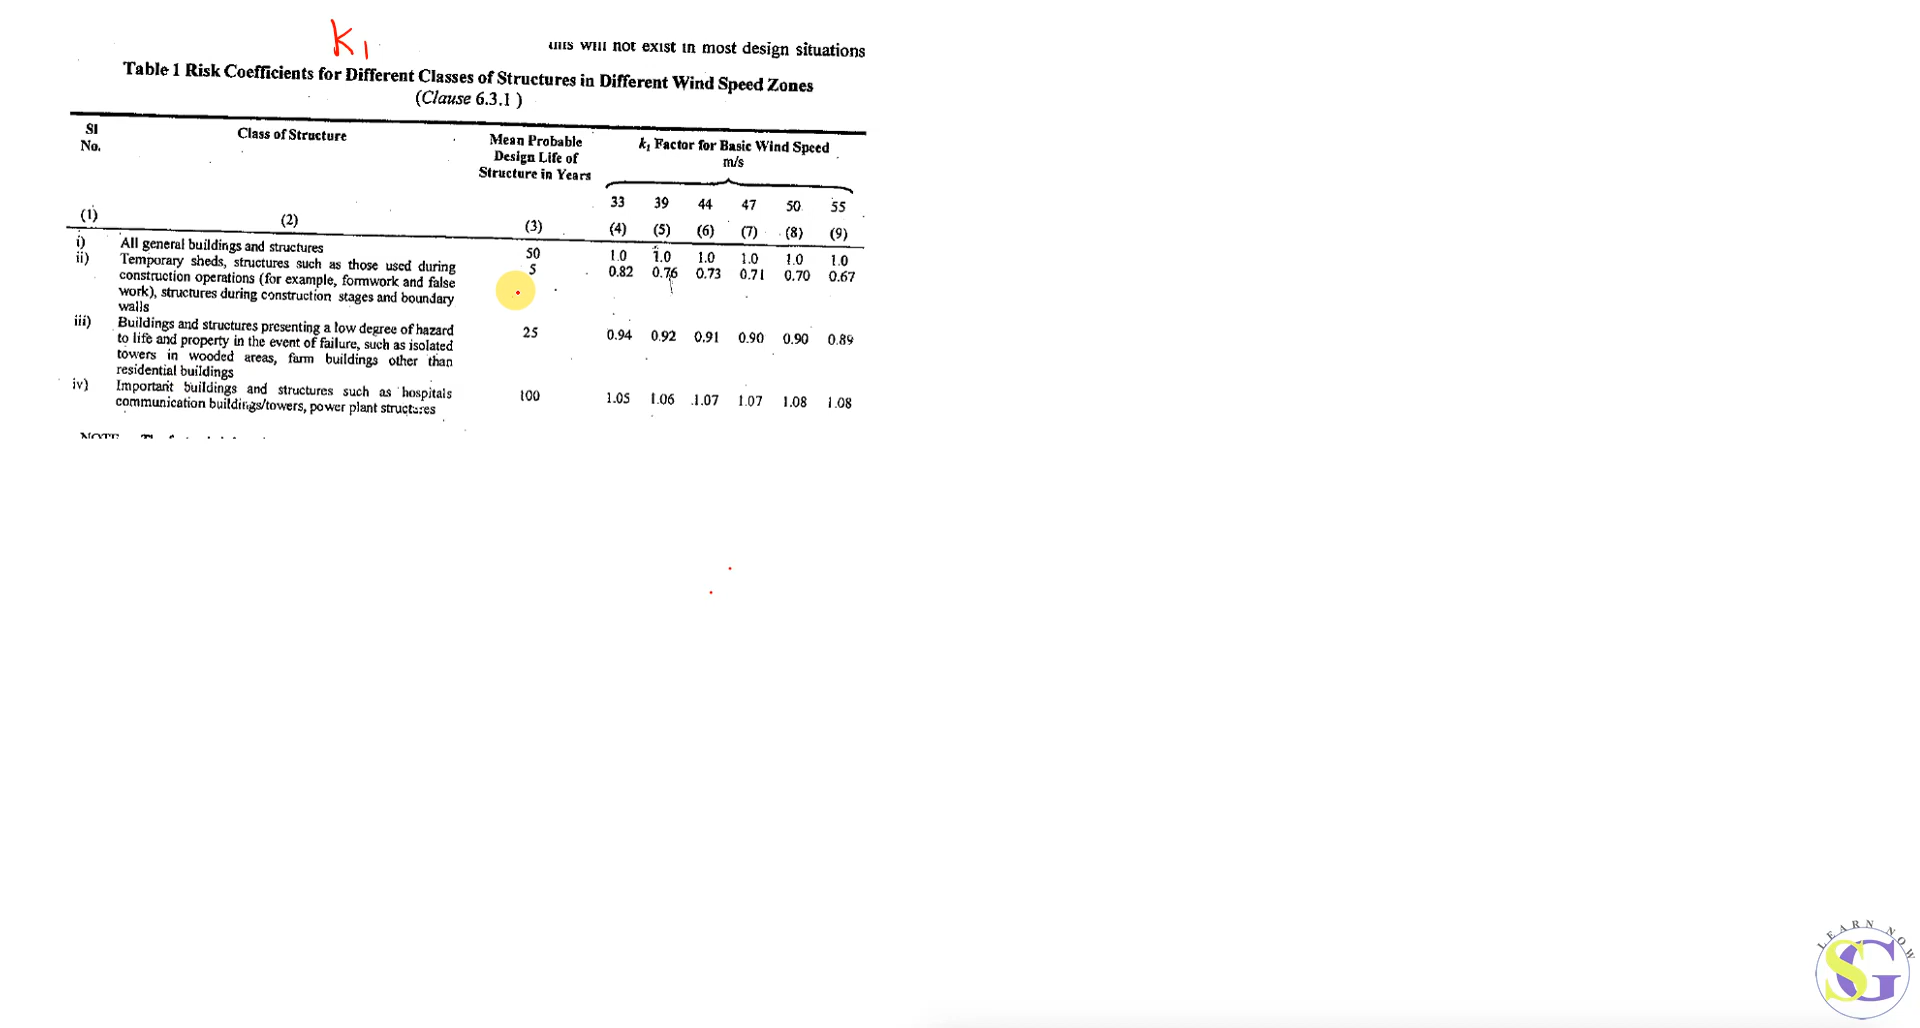 K1
this will not exist in most design situations
Table 1 Risk Coefficients for Different Classes of Structures in Different Wind Speed Zones
(Clause 6.3.1 )
Sl No. Class of Structure Mean Probable Design Life of Structure in Years k1 Factor for Basic Wind Speed m/s
33 39 44 47 50 55
(1) (2) (3) (4) (5) (6) (7) (8) (9)
i) All general buildings and structures 50 1.0 1.0 1.0 1.0 1.0 1.0
ii) Temporary sheds, structures such as those used during 5 0.82 0.76 0.73 0.71 0.70 0.67
construction operations (for example, formwork and false
work), structures during construction stages and boundary
walls
iii) Buildings and structures presenting a low degree of hazard 25 0.94 0.92 0.91 0.90 0.90 0.89
to life and property in the event of failure, such as isolated
towers in wooded areas, farm buildings other than
residential buildings
iv) Important buildings and structures such as hospitals 100 1.05 1.06 1.07 1.07 1.08 1.08
communication buildings/towers, power plant structures
LEARN NOW
SG